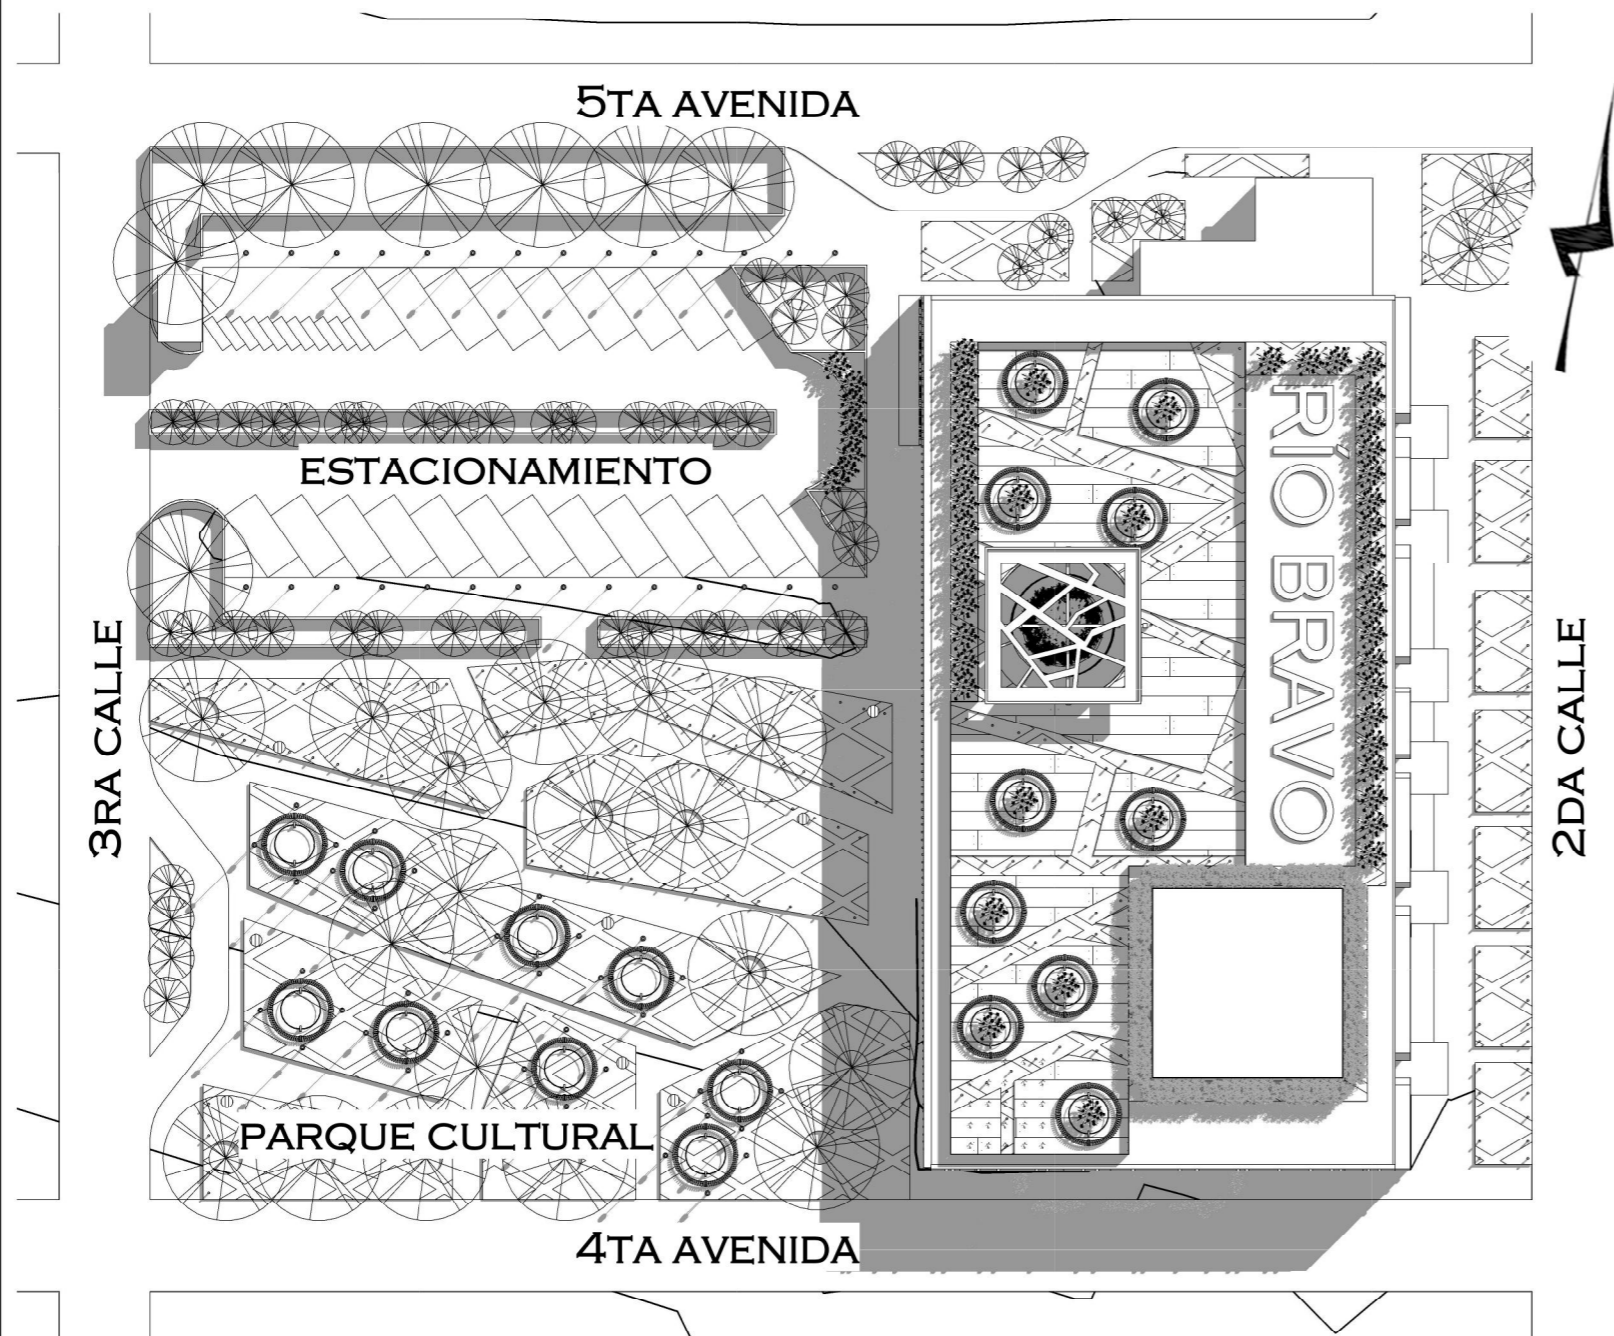 5TA AVENIDA
ESTACIONAMIENTO
RÍO BRAVO
3RA CALLE
2DA CALLE
PARQUE CULTURAL
4TA AVENIDA